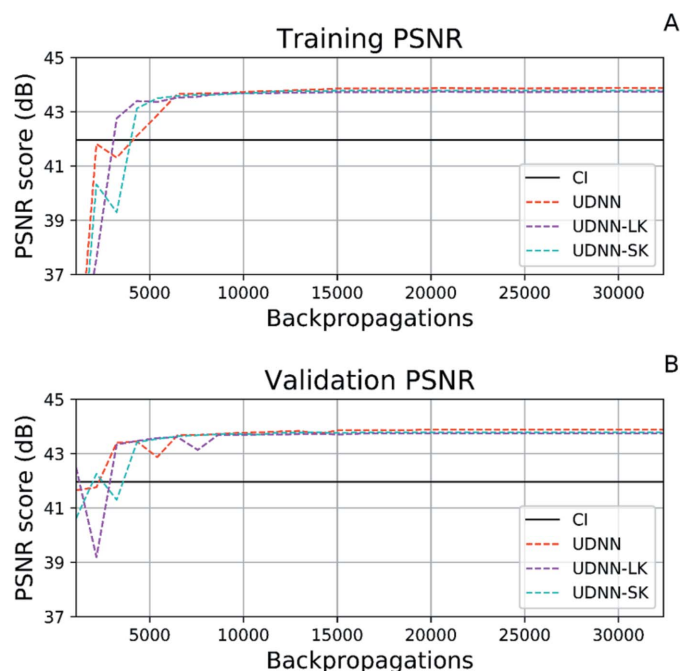 A
Training PSNR
PSNR score (dB)
45
43
41
39
37
CI
UDNN
UDNN-LK
UDNN-SK
5000 10000 15000 20000 25000 30000
Backpropagations
B
Validation PSNR
PSNR score (dB)
45
43
41
39
37
CI
UDNN
UDNN-LK
UDNN-SK
5000 10000 15000 20000 25000 30000
Backpropagations